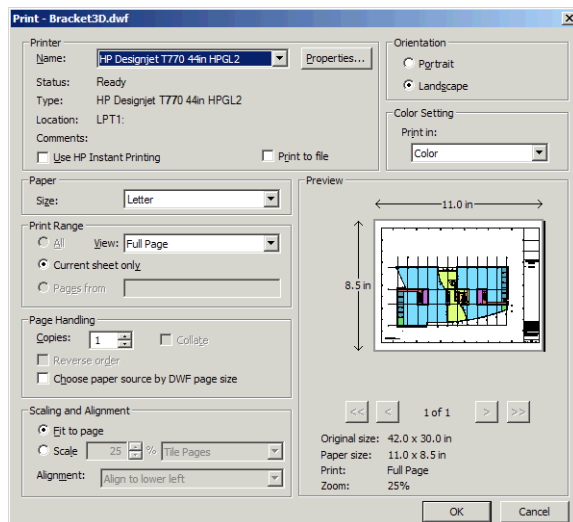 Print - Bracket3D.dwf
Printer
Name: HP Designjet T770 44in HPGL2 Properties...
Status: Ready
Type: HP Designjet T770 44in HPGL2
Location: LPT1:
Comments:
Use HP Instant Printing Print to file
Orientation
Portrait
Landscape
Color Setting
Print in:
Color
Paper
Size: Letter
Print Range
All View: Full Page
Current sheet only
Pages from
Page Handling
Copies: 1 Collate
Reverse order
Choose paper source by DWF page size
Scaling and Alignment
Fit to page
Scale 25 % Tile Pages
Alignment: Align to lower left
Preview
11.0 in
8.5 in
<< < 1 of 1 > >>
Original size: 42.0 x 30.0 in
Paper size: 11.0 x 8.5 in
Print: Full Page
Zoom: 25%
OK Cancel